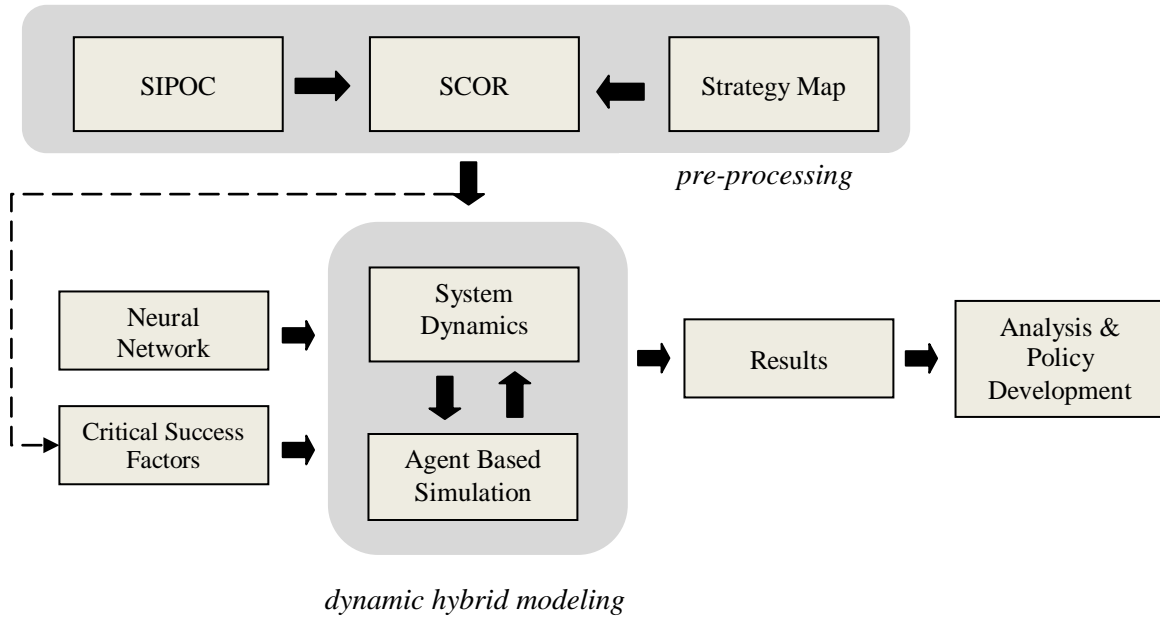 SIPOC
SCOR
Strategy Map
pre-processing
Neural
Network
Critical Success
Factors
System
Dynamics
Agent Based
Simulation
Results
Analysis &
Policy
Development
dynamic hybrid modeling